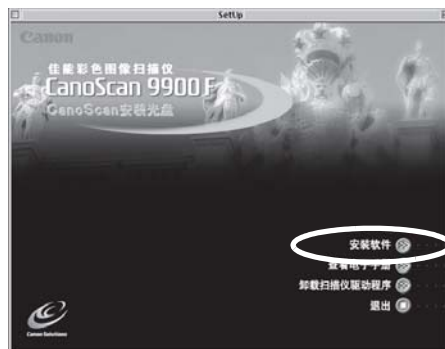 SetUp
Canon
佳能彩色图像扫描仪
CanoScan 9900F
CanoScan安装光盘
安装软件
查看电子手册
卸载扫描仪驱动程序
退出
Canon Solutions